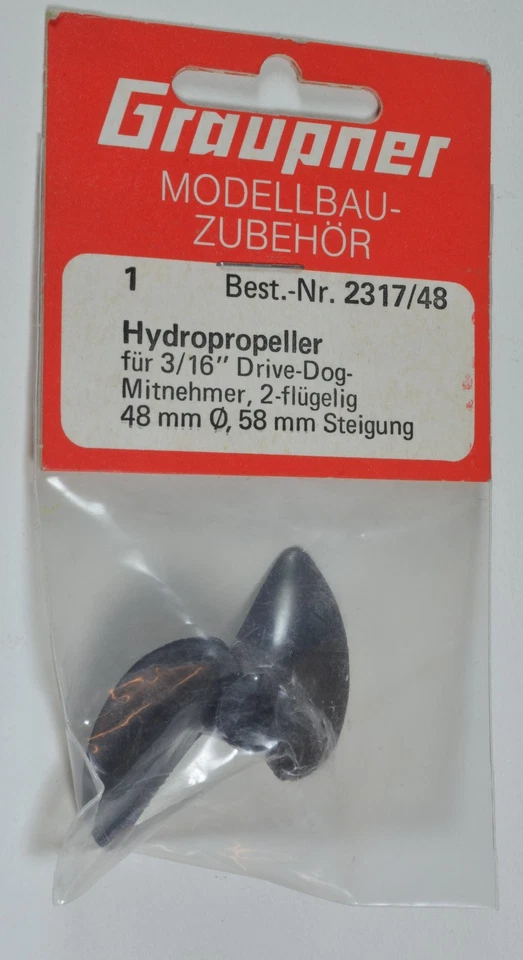 Graupner
MODELLBAU-
ZUBEHÖR
1 Best.-Nr. 2317/48
Hydropropeller
für 3/16" Drive-Dog-
Mitnehmer, 2-flügelig
48 mm Ø, 58 mm Steigung